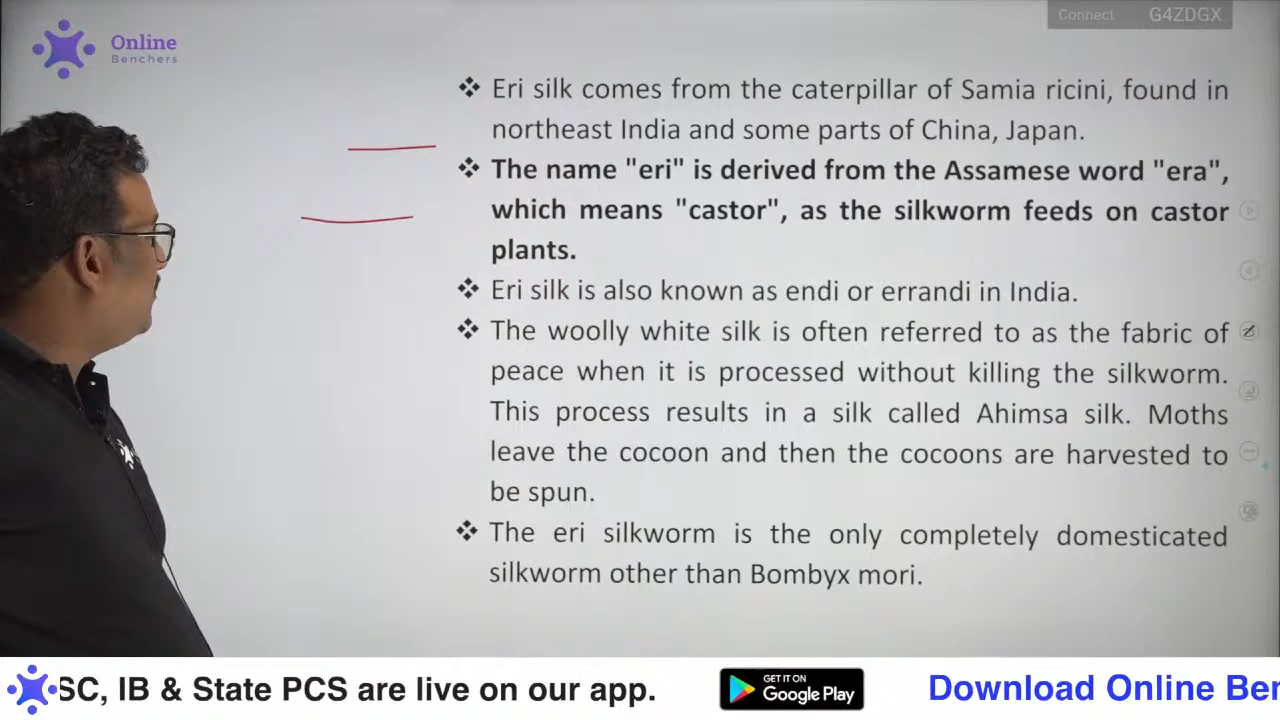 Connect G4ZDGX
Online
Benchers
❖ Eri silk comes from the caterpillar of Samia ricini, found in
northeast India and some parts of China, Japan.
❖ The name "eri" is derived from the Assamese word "era",
which means "castor", as the silkworm feeds on castor
plants.
❖ Eri silk is also known as endi or errandi in India.
❖ The woolly white silk is often referred to as the fabric of
peace when it is processed without killing the silkworm.
This process results in a silk called Ahimsa silk. Moths
leave the cocoon and then the cocoons are harvested to
be spun.
❖ The eri silkworm is the only completely domesticated
silkworm other than Bombyx mori.
SC, IB & State PCS are live on our app.
GET IT ON
Google Play
Download Online Ben